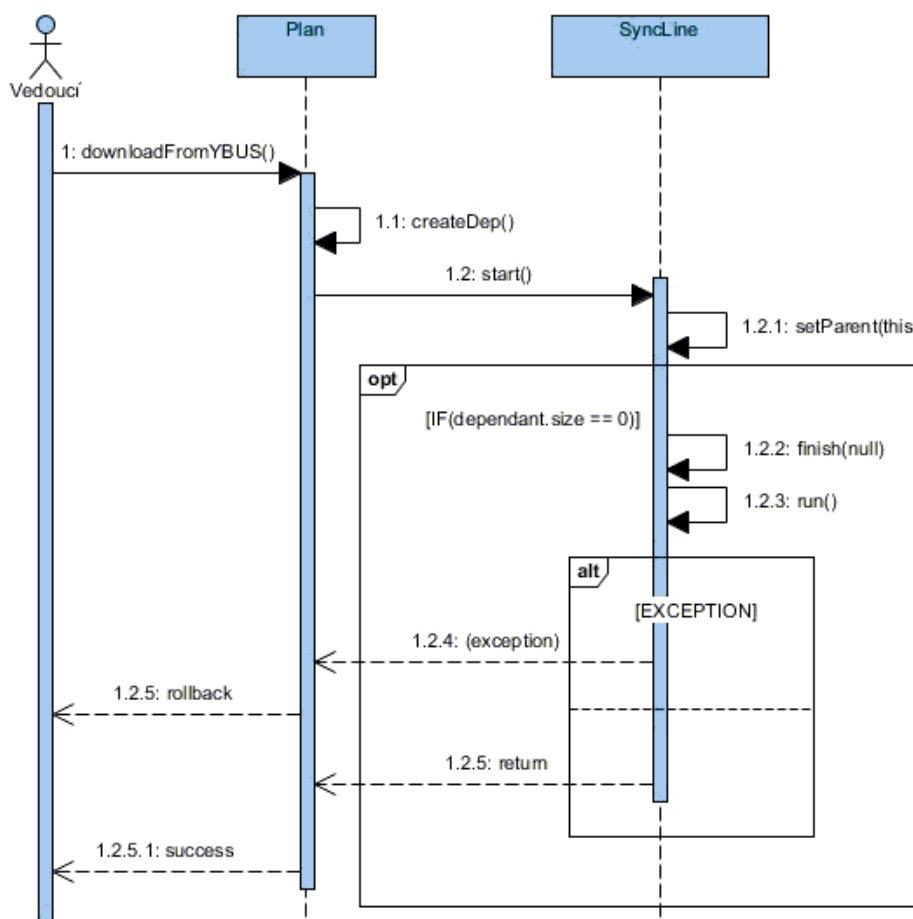 Plan
SyncLine
Vedoucí
1: downloadFromYBUS()
1.1: createDep()
1.2: start()
1.2.1: setParent(this
opt
[IF(dependant.size == 0)]
1.2.2: finish(null)
1.2.3: run()
alt
[EXCEPTION]
1.2.4: (exception)
1.2.5: rollback
1.2.5: return
1.2.5.1: success